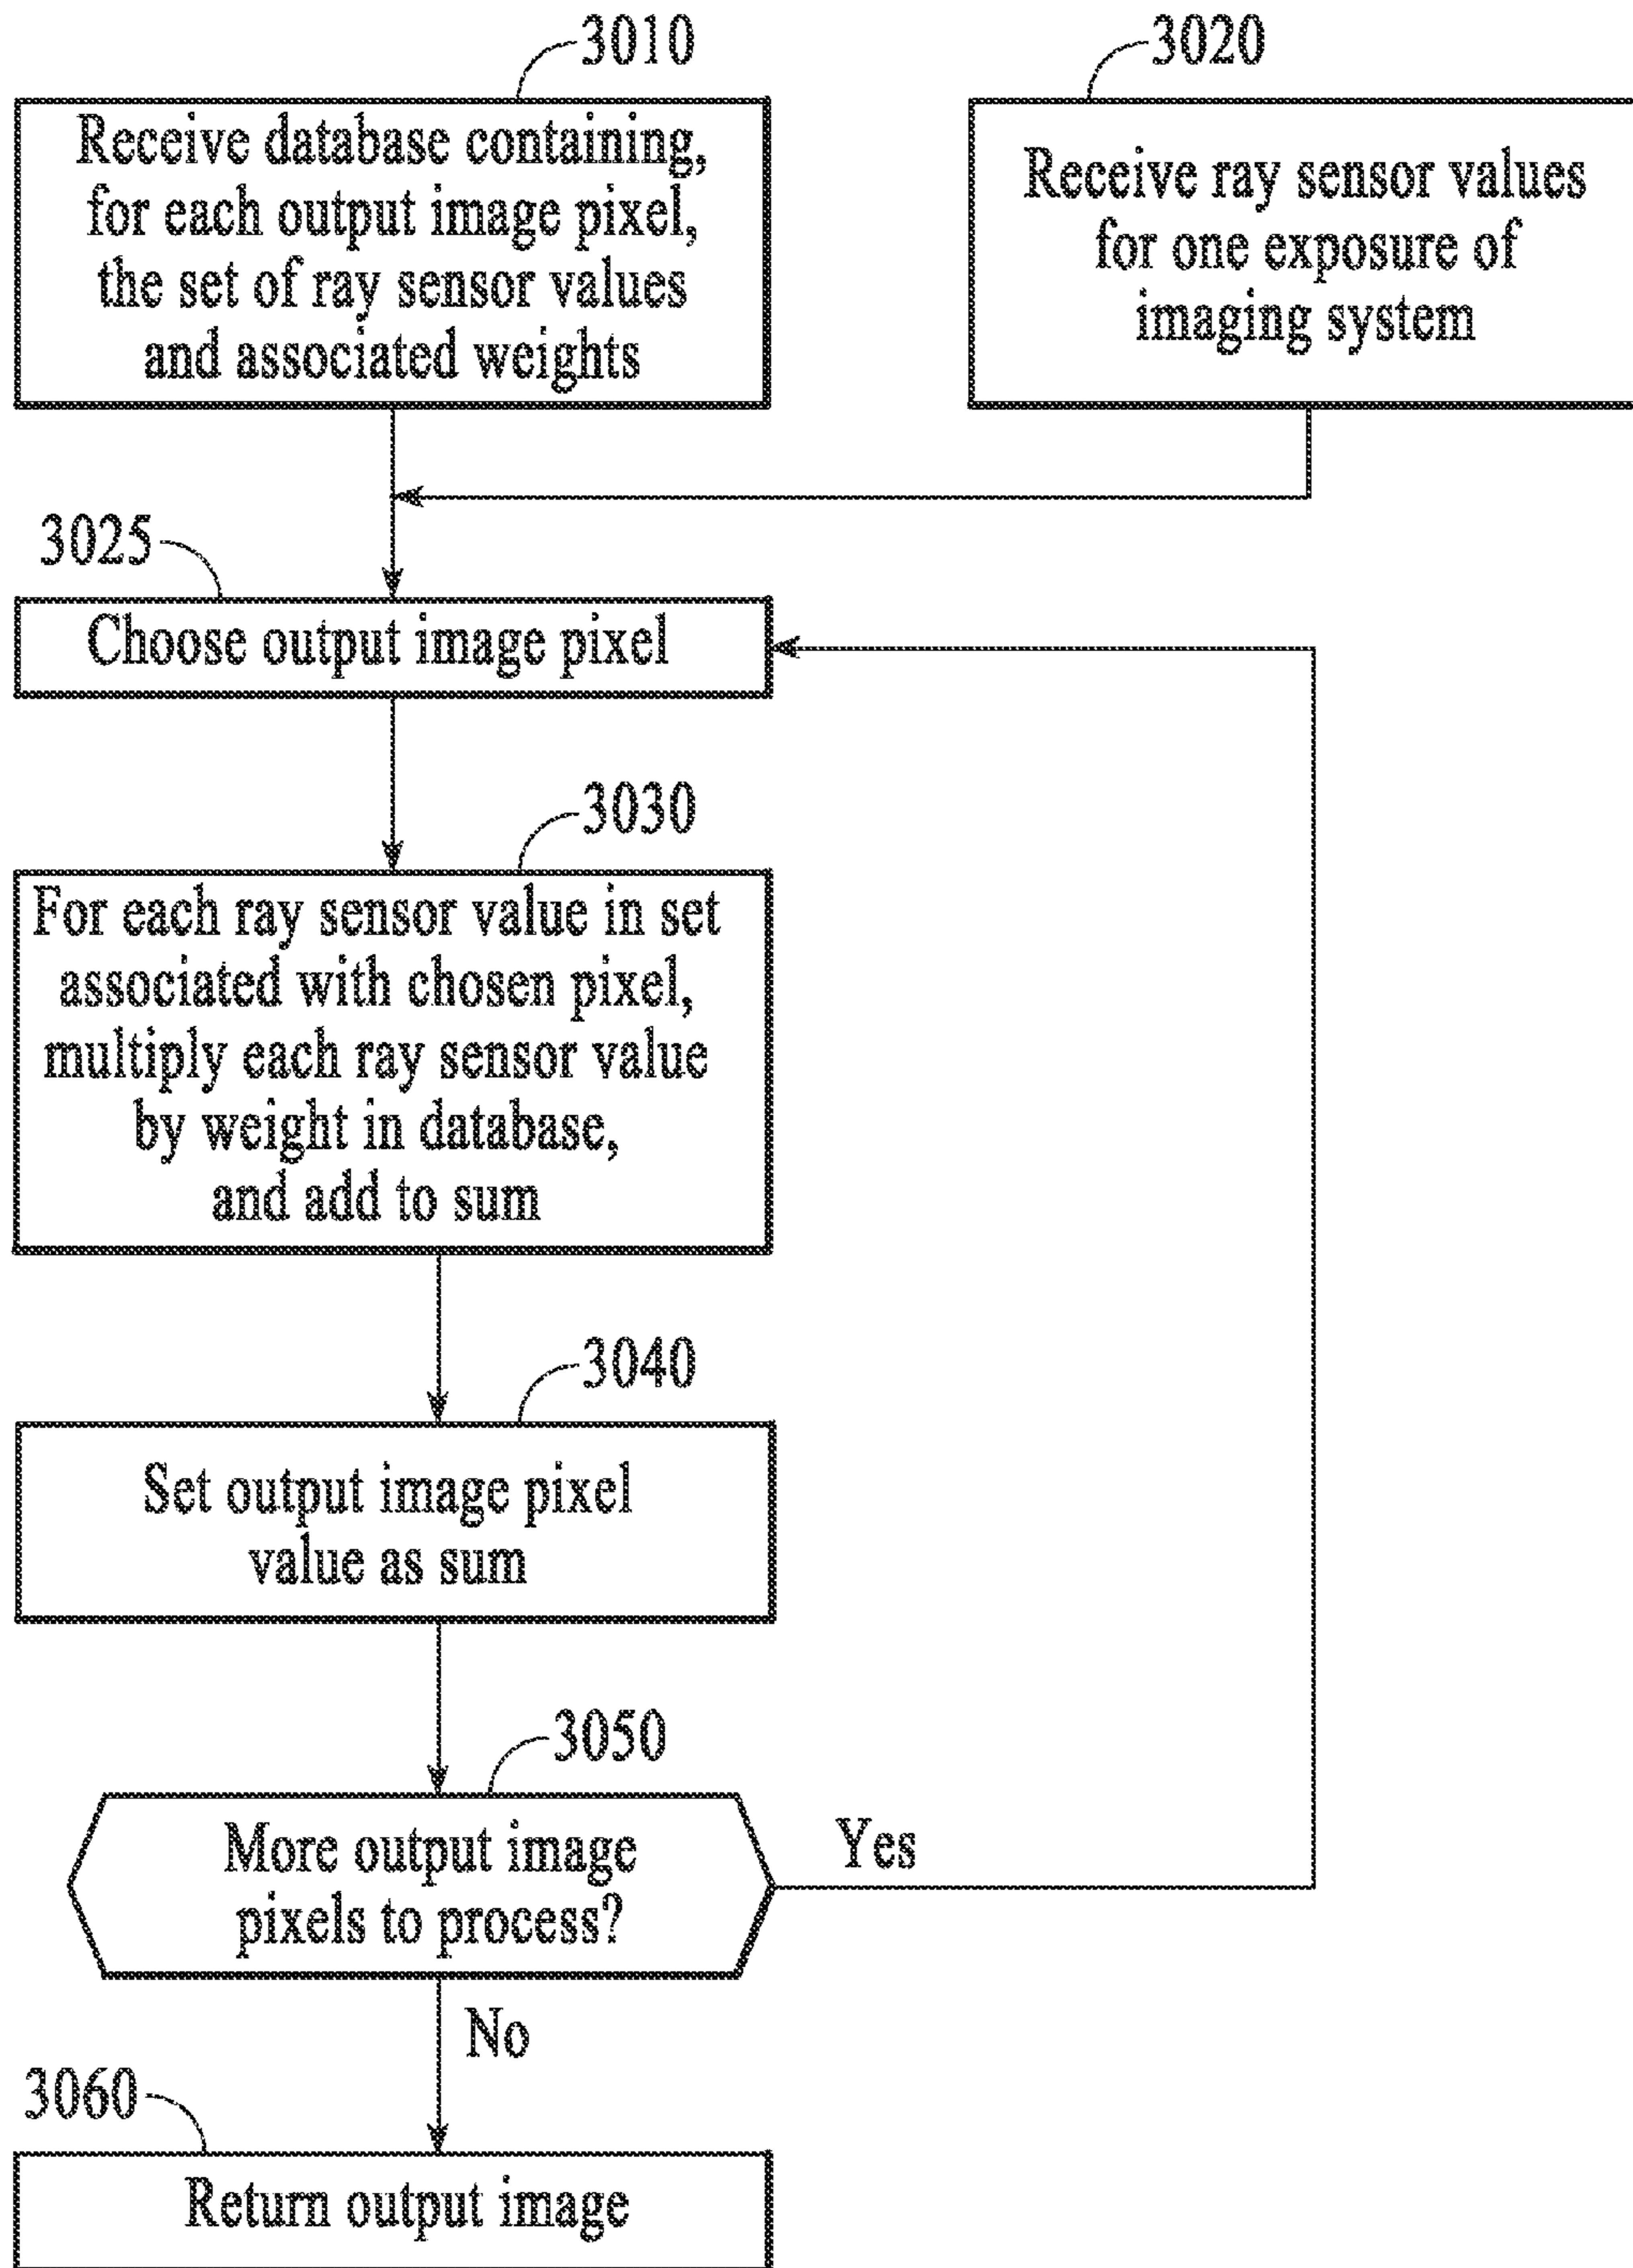 3010
Receive database containing,
for each output image pixel,
the set of ray sensor values
and associated weights
3020
Receive ray sensor values
for one exposure of
imaging system
3025
Choose output image pixel
3030
For each ray sensor value in set
associated with chosen pixel,
multiply each ray sensor value
by weight in database,
and add to sum
3040
Set output image pixel
value as sum
3050
More output image
pixels to process?
Yes
No
3060
Return output image